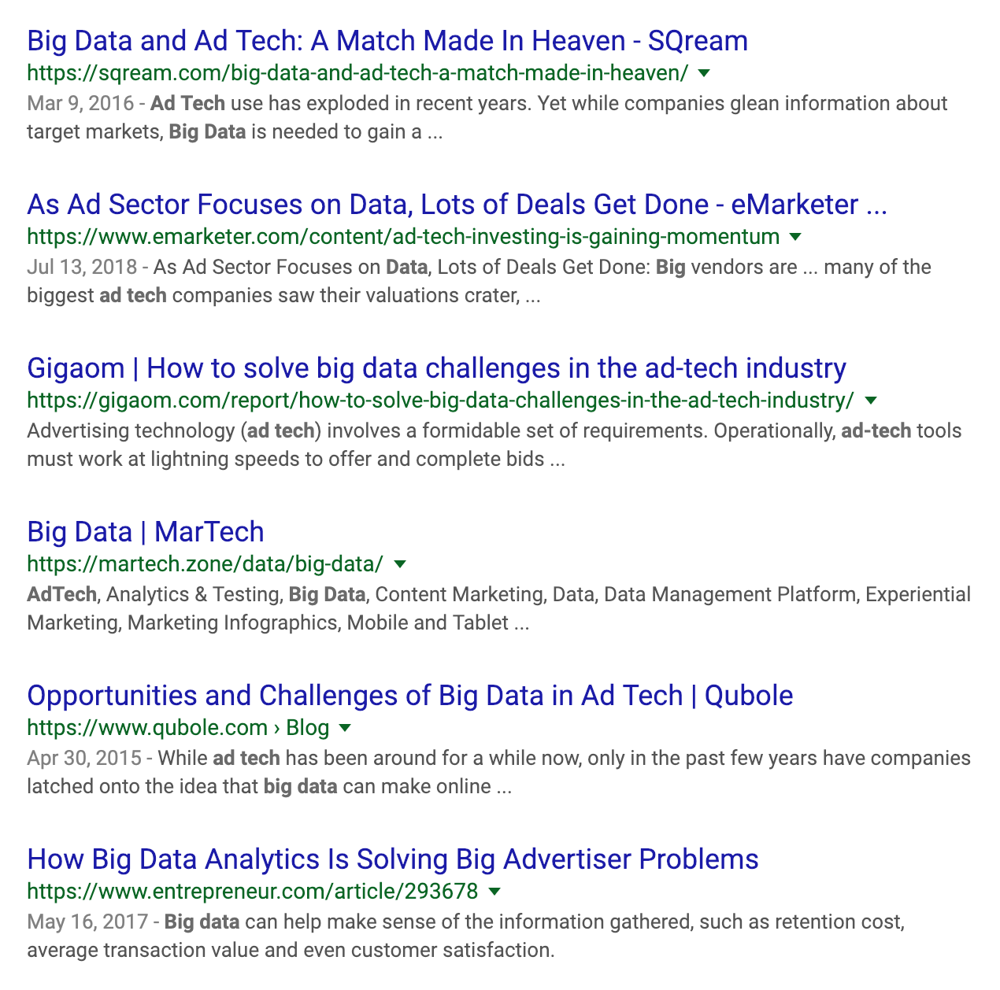 Big Data and Ad Tech: A Match Made In Heaven - SQream
https://sqream.com/big-data-and-ad-tech-a-match-made-in-heaven/
Mar 9, 2016 - Ad Tech use has exploded in recent years. Yet while companies glean information about
target markets, Big Data is needed to gain a ...
As Ad Sector Focuses on Data, Lots of Deals Get Done - eMarketer ...
https://www.emarketer.com/content/ad-tech-investing-is-gaining-momentum
Jul 13, 2018 - As Ad Sector Focuses on Data, Lots of Deals Get Done: Big vendors are ... many of the
biggest ad tech companies saw their valuations crater, ...
Gigaom | How to solve big data challenges in the ad-tech industry
https://gigaom.com/report/how-to-solve-big-data-challenges-in-the-ad-tech-industry/
Advertising technology (ad tech) involves a formidable set of requirements. Operationally, ad-tech tools
must work at lightning speeds to offer and complete bids ...
Big Data | MarTech
https://martech.zone/data/big-data/
AdTech, Analytics & Testing, Big Data, Content Marketing, Data, Data Management Platform, Experiential
Marketing, Marketing Infographics, Mobile and Tablet ...
Opportunities and Challenges of Big Data in Ad Tech | Qubole
https://www.qubole.com › Blog
Apr 30, 2015 - While ad tech has been around for a while now, only in the past few years have companies
latched onto the idea that big data can make online ...
How Big Data Analytics Is Solving Big Advertiser Problems
https://www.entrepreneur.com/article/293678
May 16, 2017 - Big data can help make sense of the information gathered, such as retention cost,
average transaction value and even customer satisfaction.